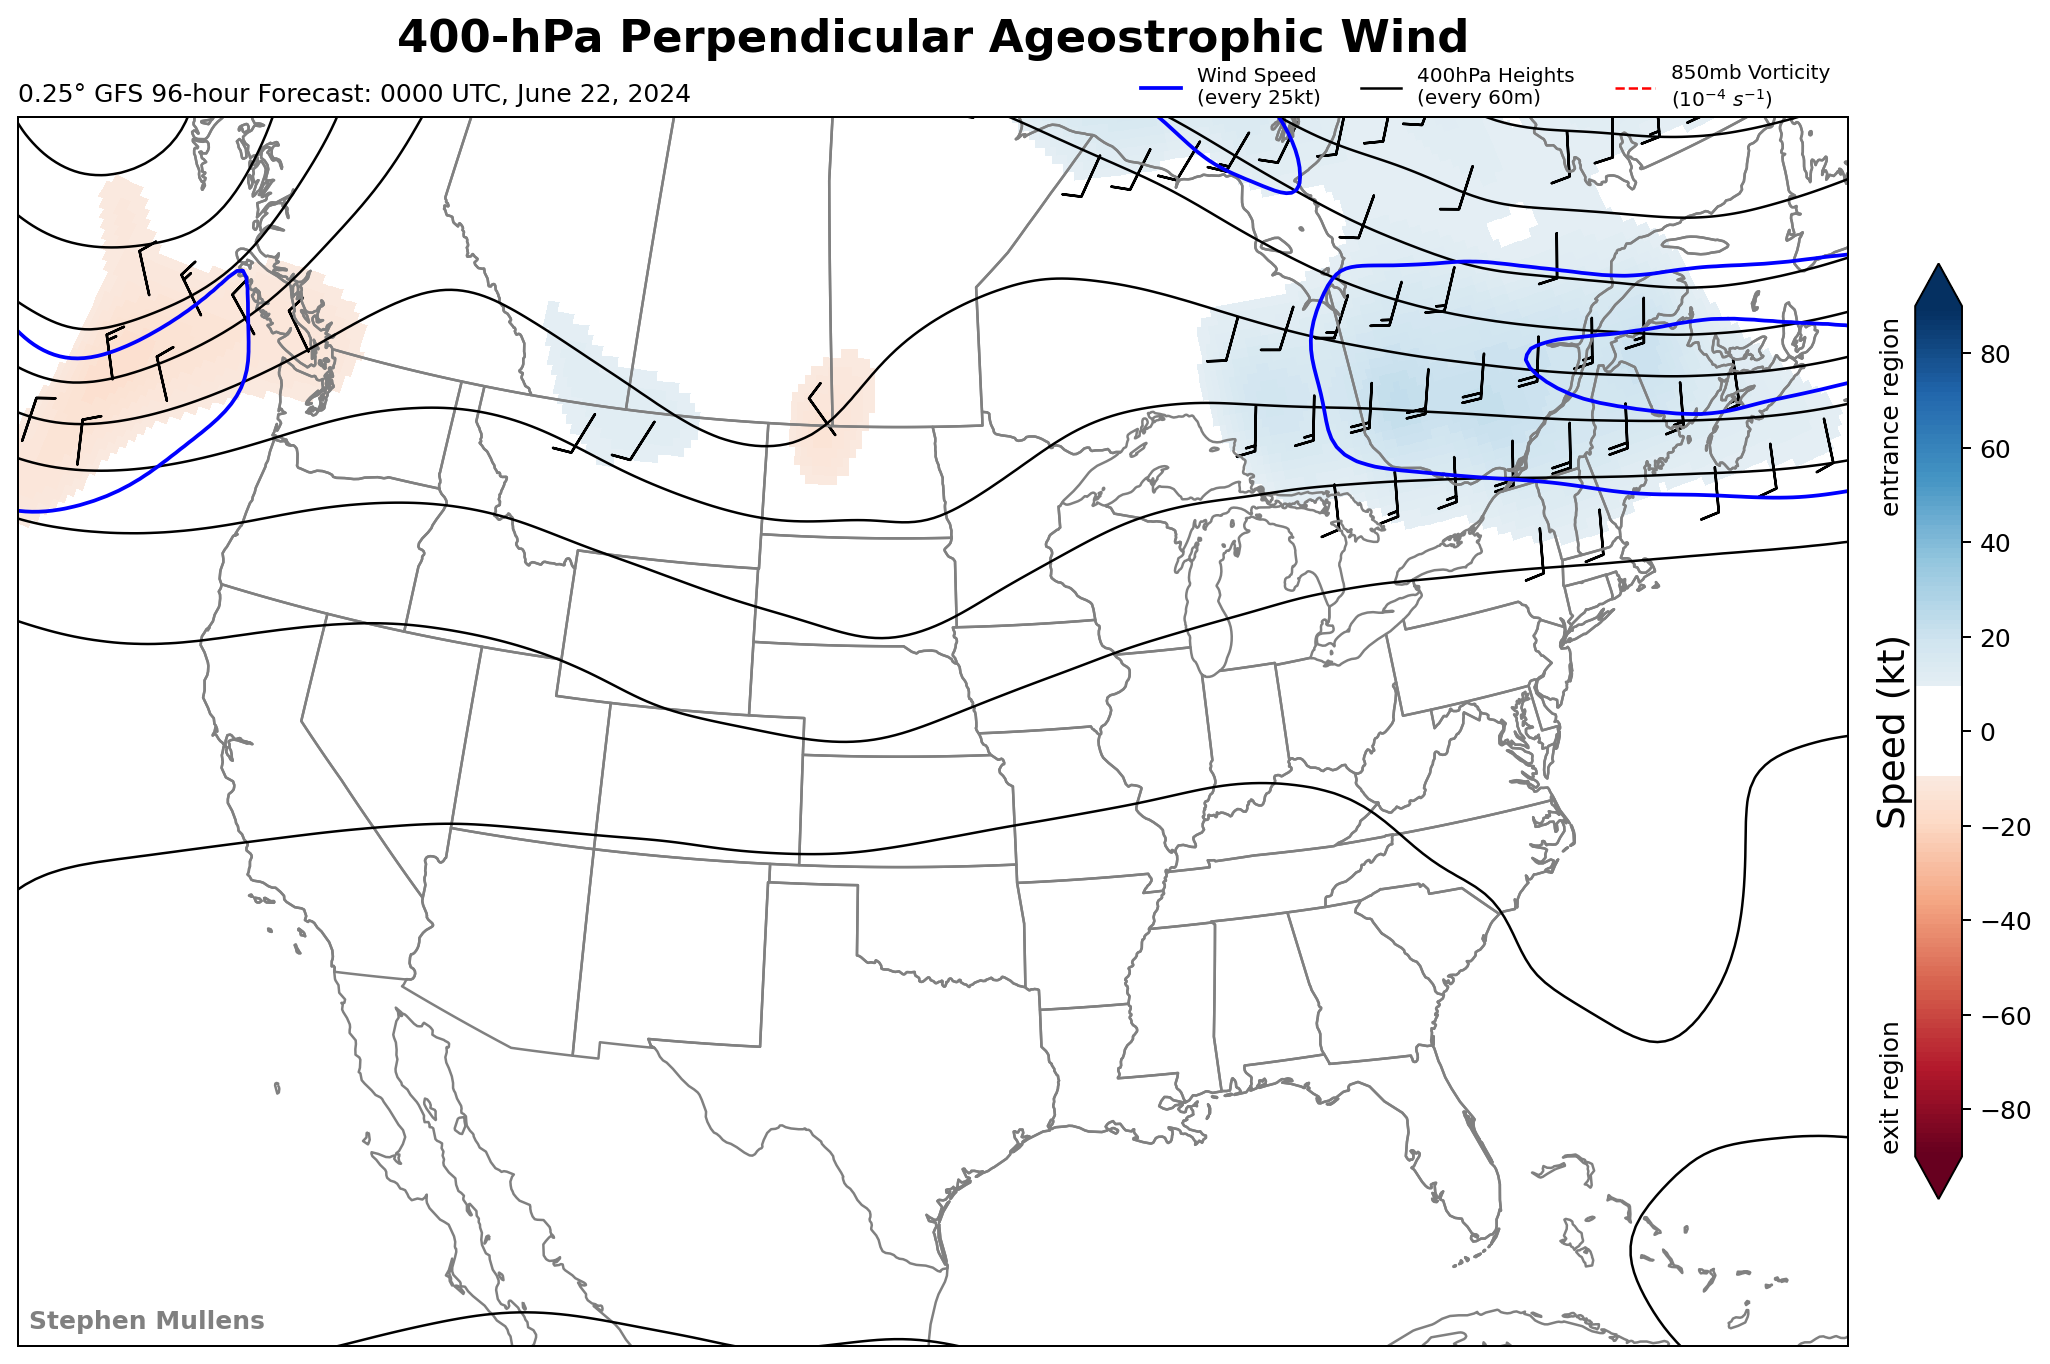 400-hPa Perpendicular Ageostrophic Wind
0.25° GFS 96-hour Forecast: 0000 UTC, June 22, 2024
Wind Speed
(every 25kt)
400hPa Heights
(every 60m)
850mb Vorticity
(10⁻⁴ s⁻¹)
entrance region
Speed (kt)
exit region
80
60
40
20
0
−20
−40
−60
−80
Stephen Mullens